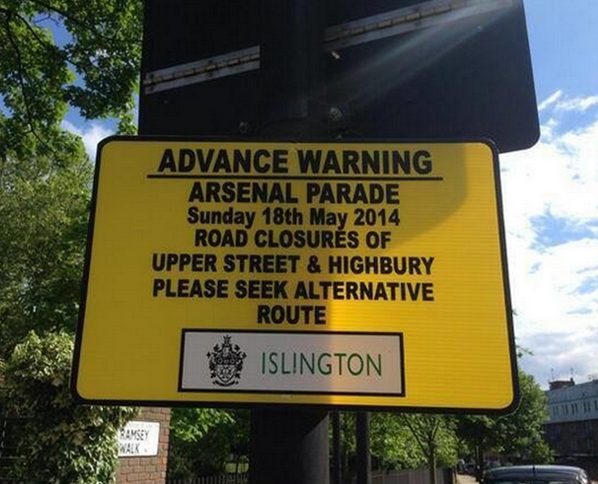 ADVANCE WARNING
ARSENAL PARADE
Sunday 18th May 2014
ROAD CLOSURES OF
UPPER STREET & HIGHBURY
PLEASE SEEK ALTERNATIVE
ROUTE
ISLINGTON
RAMSEY
WALK